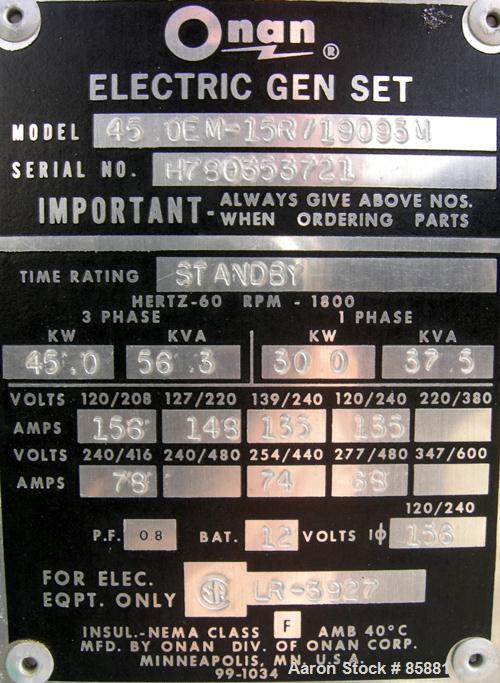 Onan ®
ELECTRIC GEN SET
MODEL 45.0EM-15R/19093M
SERIAL NO. H780353721
IMPORTANT- ALWAYS GIVE ABOVE NOS.
WHEN ORDERING PARTS
TIME RATING STANDBY
HERTZ-60 RPM - 1800
3 PHASE 1 PHASE
KW KVA KW KVA
45.0 56.3 30.0 37.5
VOLTS 120/208 127/220 139/240 120/240 220/380
AMPS 156 148 135 135
VOLTS 240/416 240/480 254/440 277/480 347/600
AMPS 78 74 68
120/240
P.F. 0 8 BAT. 12 VOLTS 1ϕ 156
FOR ELEC.
EQPT. ONLY LR-3927
INSUL-NEMA CLASS F AMB 40°C
MFD. BY ONAN DIV. OF ONAN CORP.
MINNEAPOLIS, MN. U.S.A.
99-1034
Aaron Stock # 85881